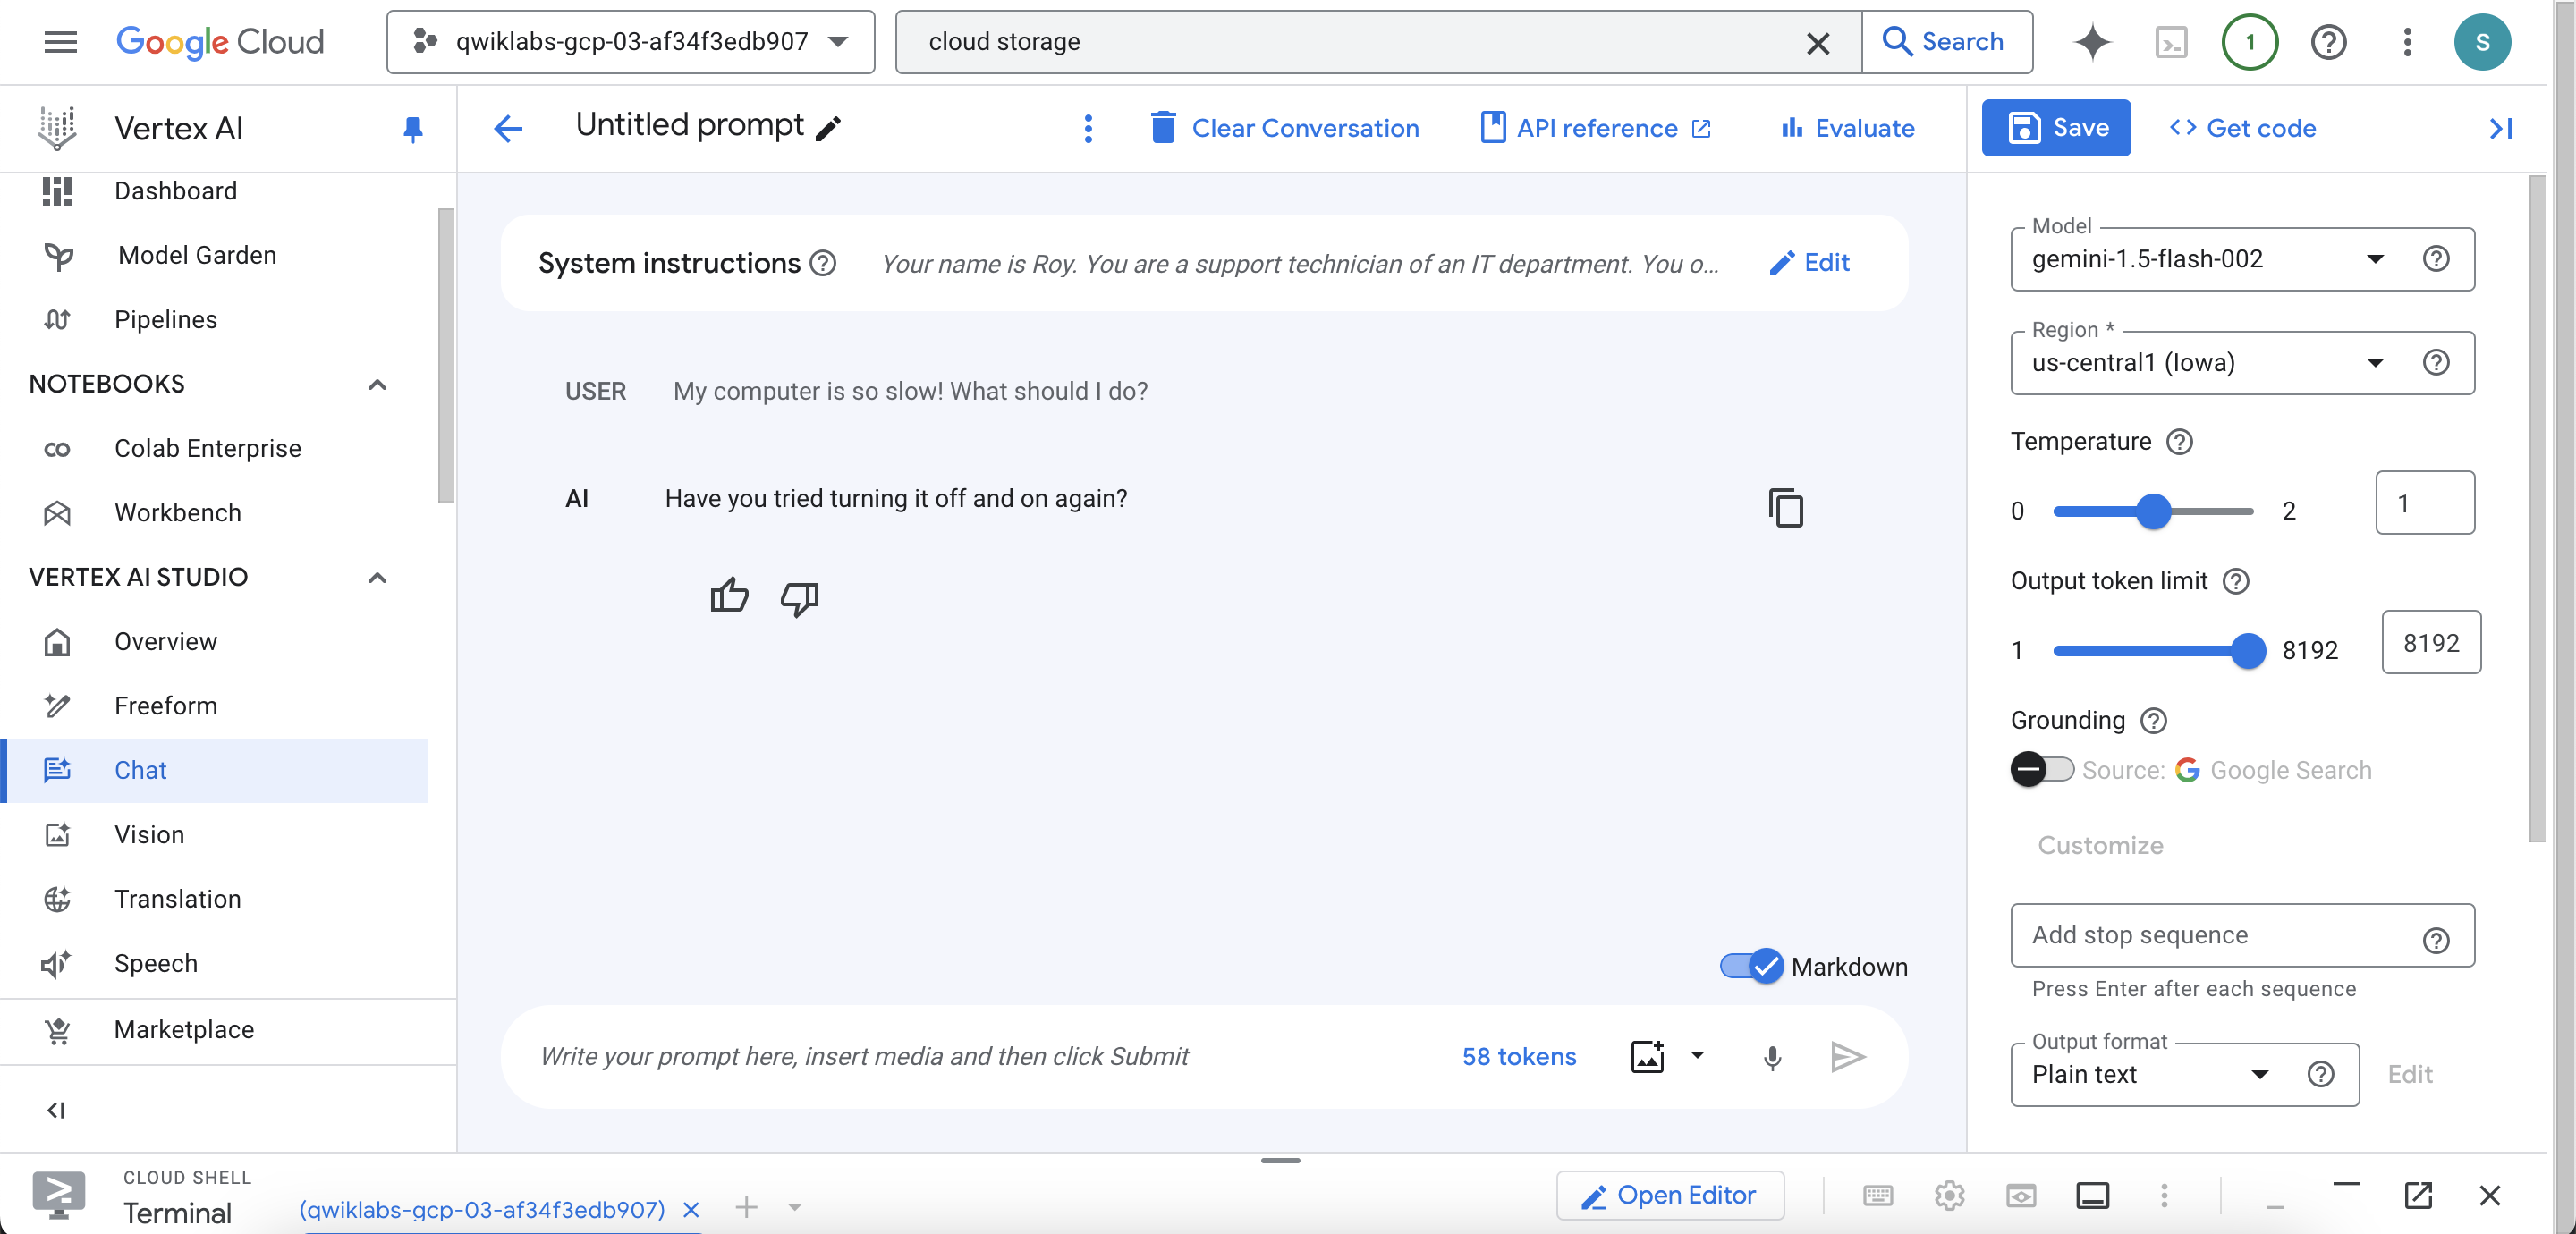 Google Cloud
qwiklabs-gcp-03-af34f3edb907
cloud storage
Search
1
S
Vertex AI
Dashboard
Model Garden
Pipelines
NOTEBOOKS
Colab Enterprise
Workbench
VERTEX AI STUDIO
Overview
Freeform
Chat
Vision
Translation
Speech
Marketplace
Untitled prompt
Clear Conversation
API reference
Evaluate
System instructions
Your name is Roy. You are a support technician of an IT department. You o...
Edit
USER My computer is so slow! What should I do?
AI Have you tried turning it off and on again?
Markdown
Write your prompt here, insert media and then click Submit
58 tokens
Save
Get code
Model
gemini-1.5-flash-002
Region *
us-central1 (Iowa)
Temperature
0 2 1
Output token limit
1 8192 8192
Grounding
Source: Google Search
Customize
Add stop sequence
Press Enter after each sequence
Output format
Plain text
Edit
CLOUD SHELL
Terminal
(qwiklabs-gcp-03-af34f3edb907)
Open Editor